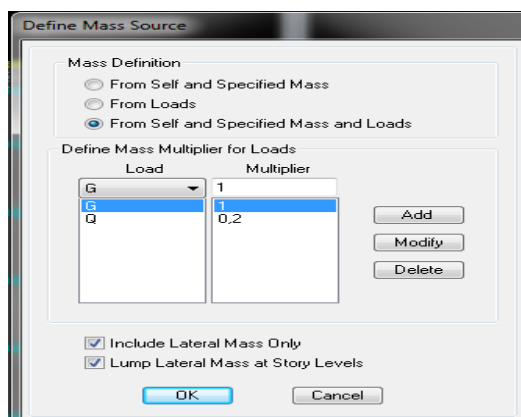 Define Mass Source
Mass Definition
From Self and Specified Mass
From Loads
From Self and Specified Mass and Loads
Define Mass Multiplier for Loads
Load Multiplier
G 1
G 1
Q 0,2
Add
Modify
Delete
Include Lateral Mass Only
Lump Lateral Mass at Story Levels
OK Cancel